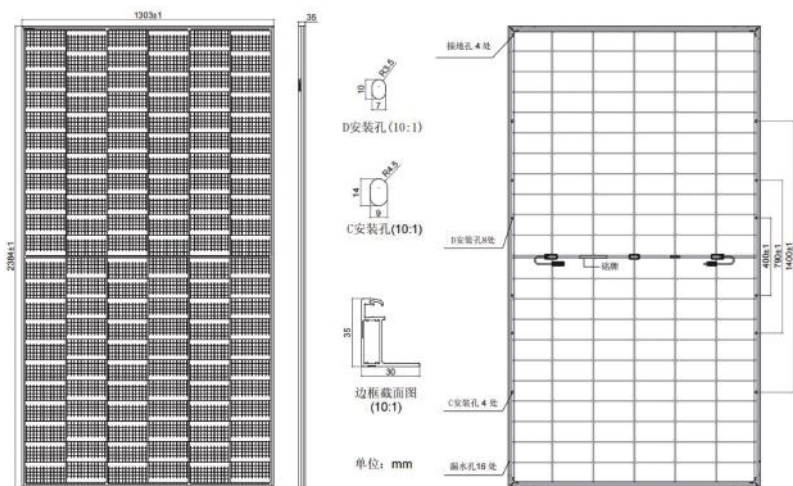 1303±1
35
2384±1
R3.5
10
7
D安装孔(10:1)
R4.5
14
9
C安装孔(10:1)
35
30
边框截面图
(10:1)
单位：mm
接地孔 4 处
D安装孔8处
铭牌
C安装孔 4 处
漏水孔16 处
400±1
790±1
1400±1